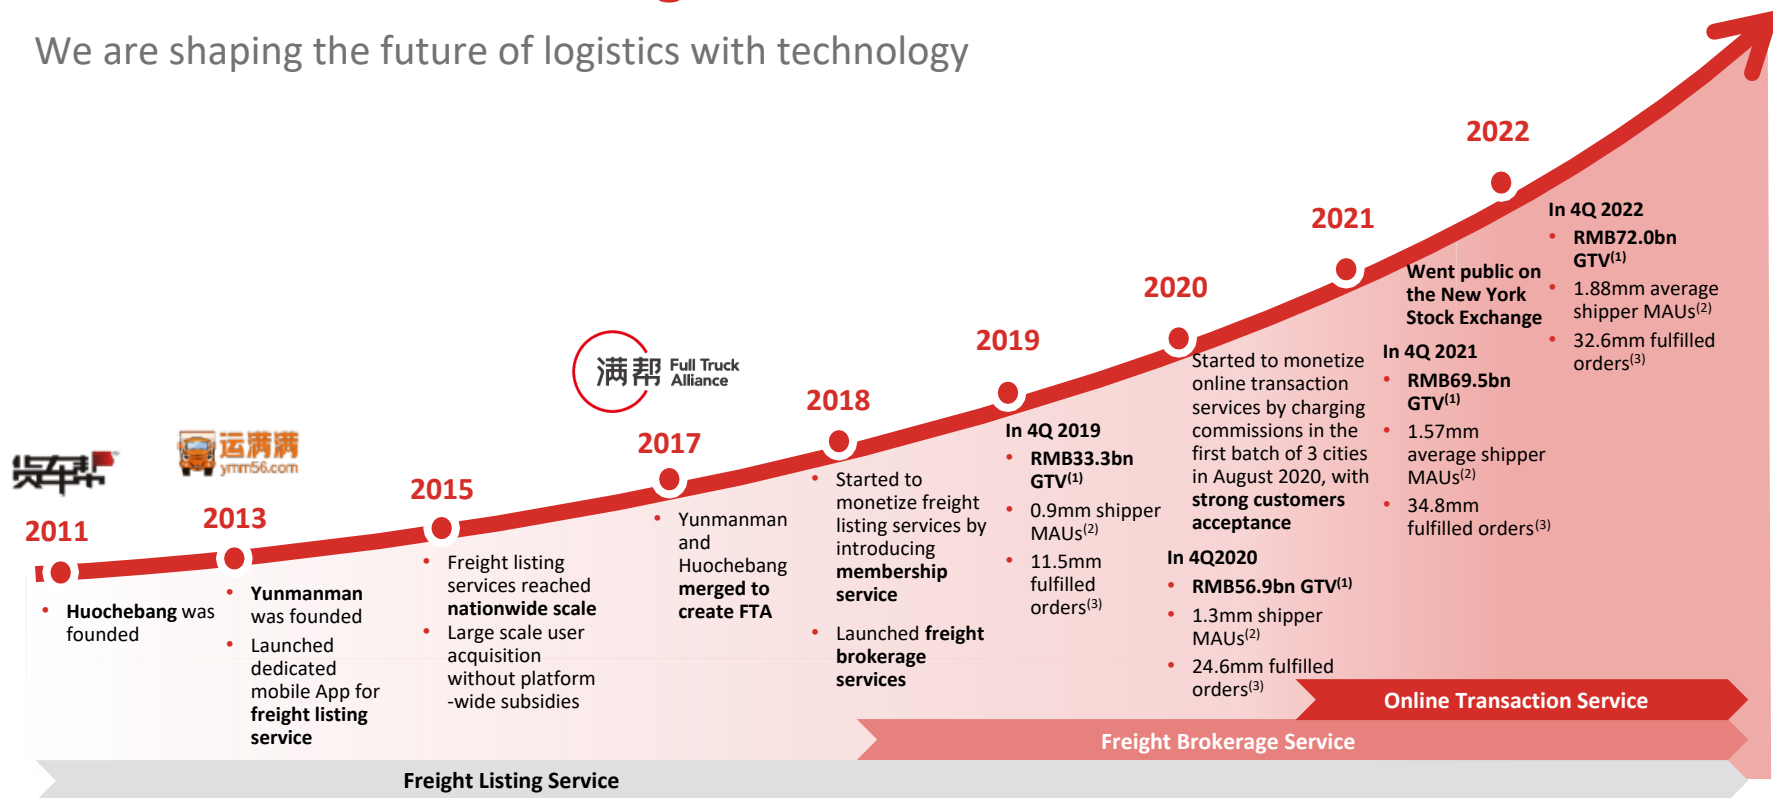 We are shaping the future of logistics with technology
货车帮
2011
Huochebang was
founded
运满满
ymm56.com
2013
Yunmanman
was founded
Launched
dedicated
mobile App for
freight listing
service
2015
Freight listing
services reached
nationwide scale
Large scale user
acquisition
without platform
-wide subsidies
满帮 Full Truck
Alliance
2017
Yunmanman
and
Huochebang
merged to
create FTA
2018
Started to
monetize freight
listing services by
introducing
membership
service
Launched freight
brokerage
services
2019
In 4Q 2019
RMB33.3bn
GTV(1)
0.9mm shipper
MAUs(2)
11.5mm
fulfilled
orders(3)
2020
Started to monetize
online transaction
services by charging
commissions in the
first batch of 3 cities
in August 2020, with
strong customers
acceptance
In 4Q2020
RMB56.9bn GTV(1)
1.3mm shipper
MAUs(2)
24.6mm fulfilled
orders(3)
2021
Went public on
the New York
Stock Exchange
In 4Q 2021
RMB69.5bn
GTV(1)
1.57mm
average shipper
MAUs(2)
34.8mm
fulfilled orders(3)
2022
In 4Q 2022
RMB72.0bn
GTV(1)
1.88mm average
shipper MAUs(2)
32.6mm fulfilled
orders(3)
Online Transaction Service
Freight Brokerage Service
Freight Listing Service